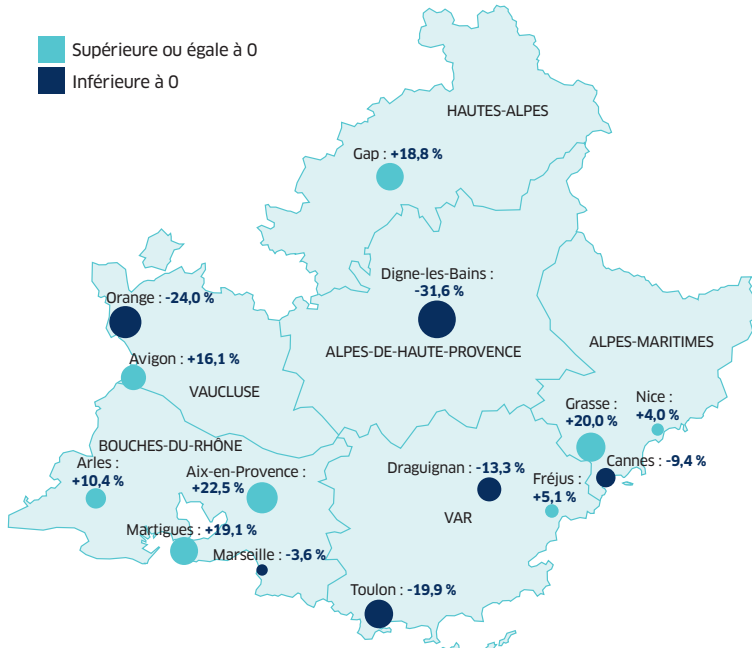 Supérieure ou égale à 0
Inférieure à 0
HAUTES-ALPES
Gap : +18,8 %
Digne-les-Bains :
-31,6 %
ALPES-DE-HAUTE-PROVENCE
Orange : -24,0 %
Avigon : +16,1 %
VAUCLUSE
ALPES-MARITIMES
Nice :
+4,0 %
Grasse :
+20,0 %
Cannes : -9,4 %
BOUCHES-DU-RHÔNE
Arles :
+10,4 %
Aix-en-Provence :
+22,5 %
Martigues : +19,1 %
Marseille : -3,6 %
Draguignan : -13,3 %
Fréjus :
+5,1 %
VAR
Toulon : -19,9 %